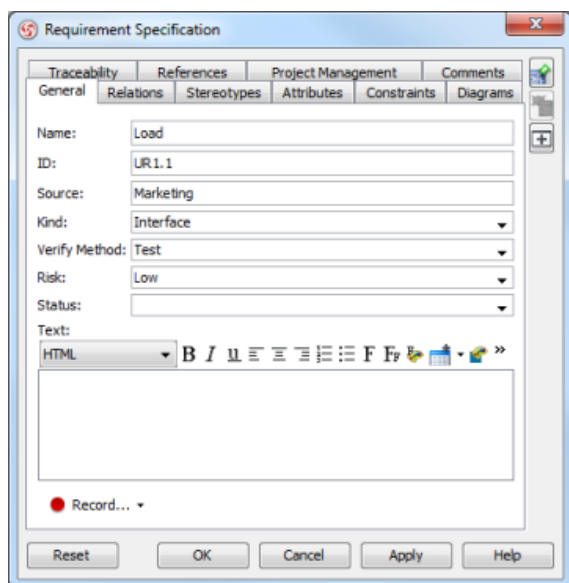 Requirement Specification
Traceability References Project Management Comments
General Relations Stereotypes Attributes Constraints Diagrams
Name: Load
ID: UR1.1
Source: Marketing
Kind: Interface
Verify Method: Test
Risk: Low
Status:
Text:
HTML B I u F FF
Record...
Reset OK Cancel Apply Help